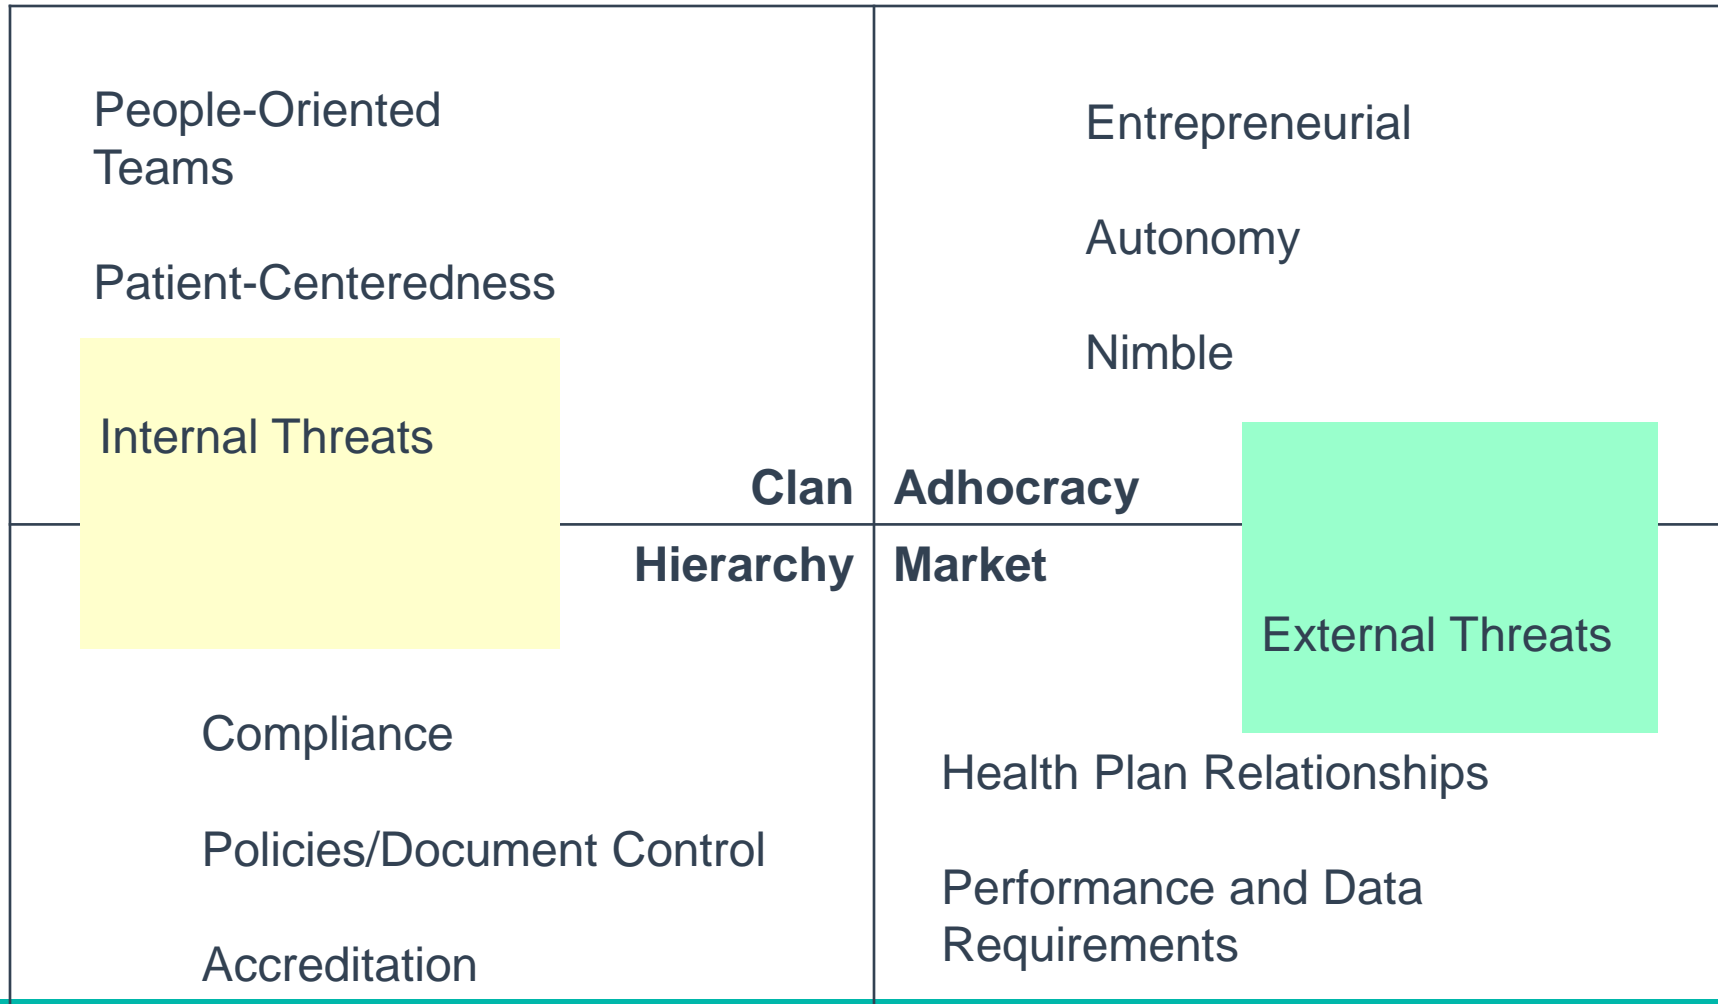 People-Oriented
Teams
Patient-Centeredness
Internal Threats
Clan
Entrepreneurial
Autonomy
Nimble
Adhocracy
Hierarchy
Compliance
Policies/Document Control
Accreditation
Market
External Threats
Health Plan Relationships
Performance and Data
Requirements